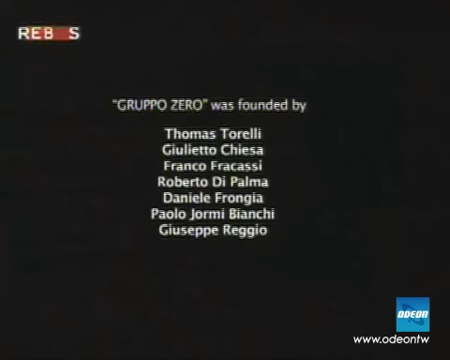 REB S
"GRUPPO ZERO" was founded by
Thomas Torelli
Giulietto Chiesa
Franco Fracassi
Roberto Di Palma
Daniele Frongia
Paolo Jormi Bianchi
Giuseppe Reggio
ODEON
www.odeontw